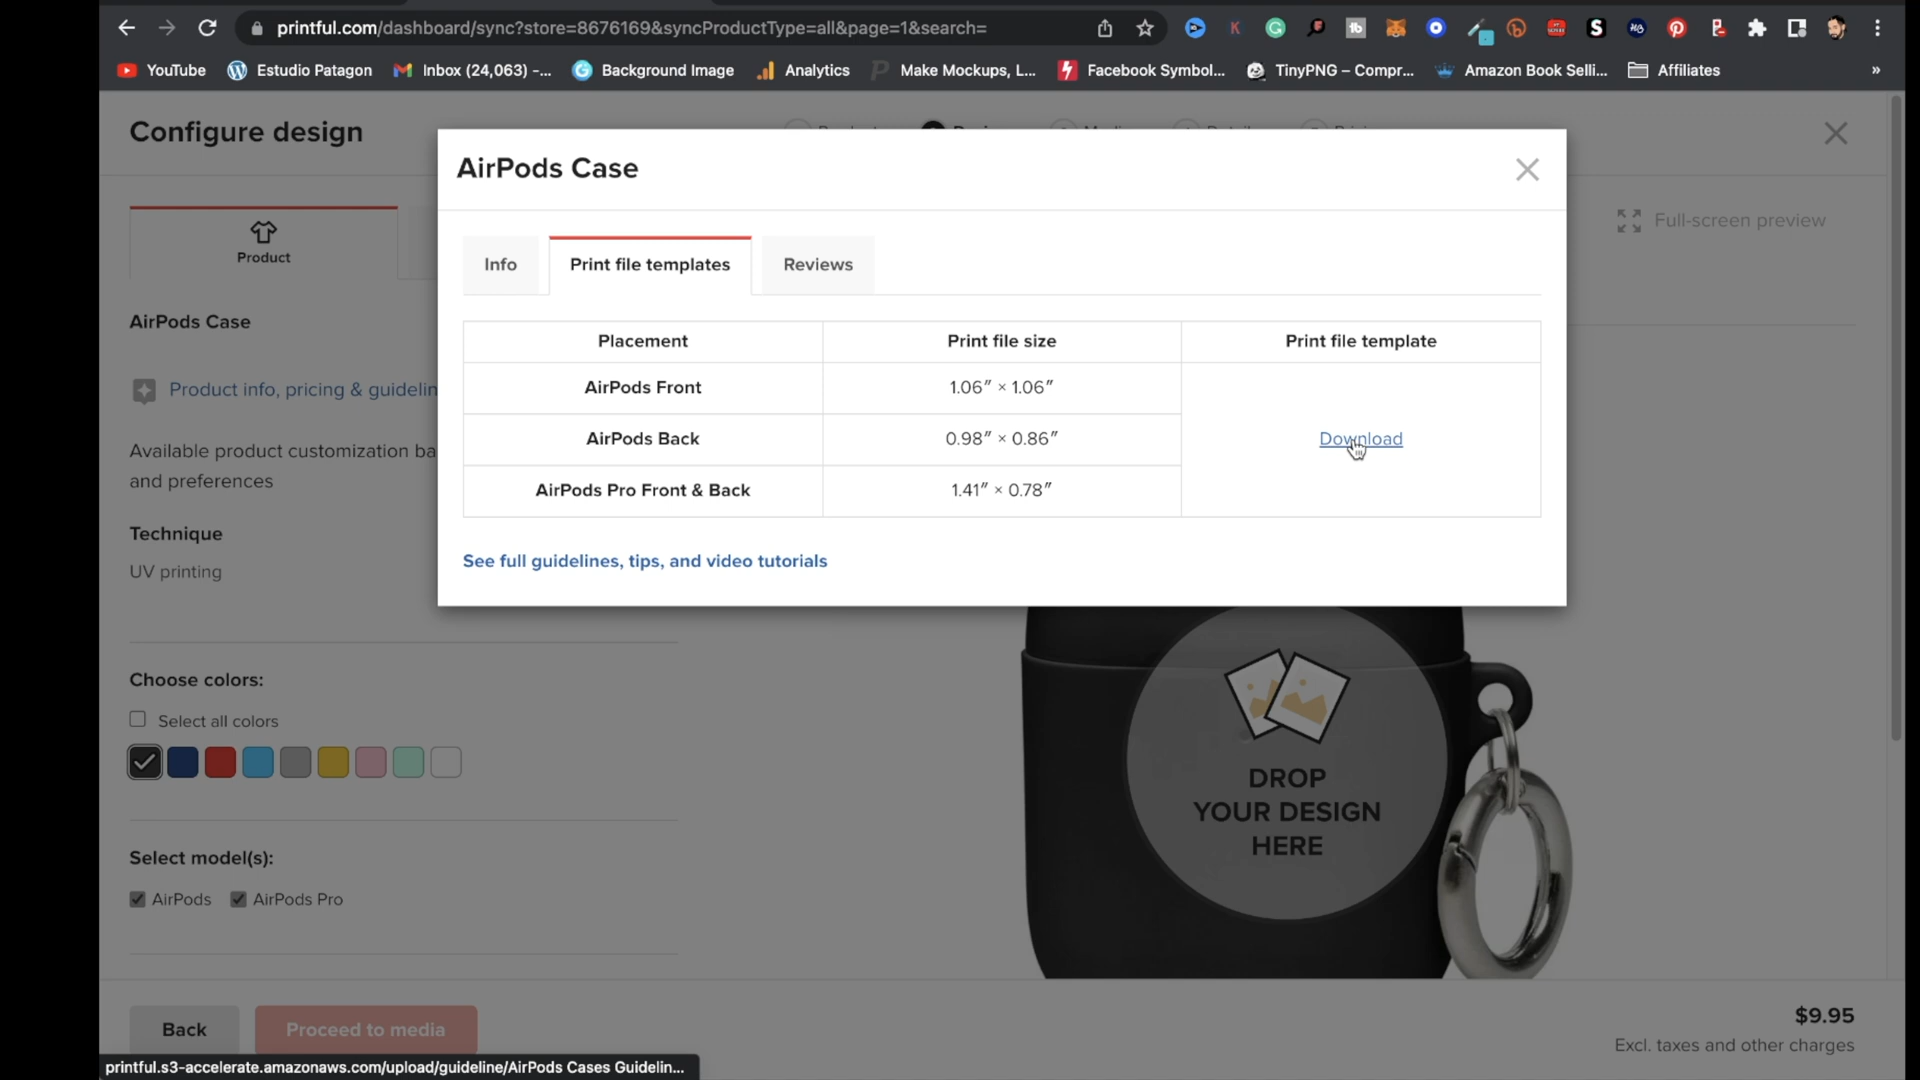 printful.com/dashboard/sync?store=8676169&syncProductType=all&page=1&search=
YouTube
Estudio Patagon
Inbox (24,063) -...
Background Image
Analytics
Make Mockups, L...
Facebook Symbol...
TinyPNG – Compr...
Amazon Book Selli...
Affiliates
»
Configure design
AirPods Case
Full-screen preview
Product
Info
Print file templates
Reviews
Placement
Print file size
Print file template
AirPods Front
1.06″ × 1.06″
AirPods Back
0.98″ × 0.86″
Download
AirPods Pro Front & Back
1.41″ × 0.78″
See full guidelines, tips, and video tutorials
AirPods Case
Product info, pricing & guidelin
Available product customization ba
and preferences
Technique
UV printing
Choose colors:
Select all colors
Select model(s):
AirPods
AirPods Pro
DROP
YOUR DESIGN
HERE
Back
Proceed to media
$9.95
Excl. taxes and other charges
printful.s3-accelerate.amazonaws.com/upload/guideline/AirPods Cases Guidelin...